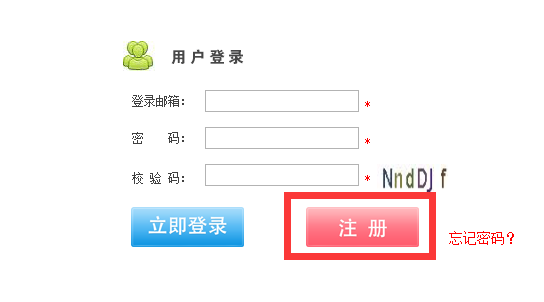 用户登录
登录邮箱: *
密 码: *
校 验 码: * NndDJ f
立即登录 注 册 忘记密码？